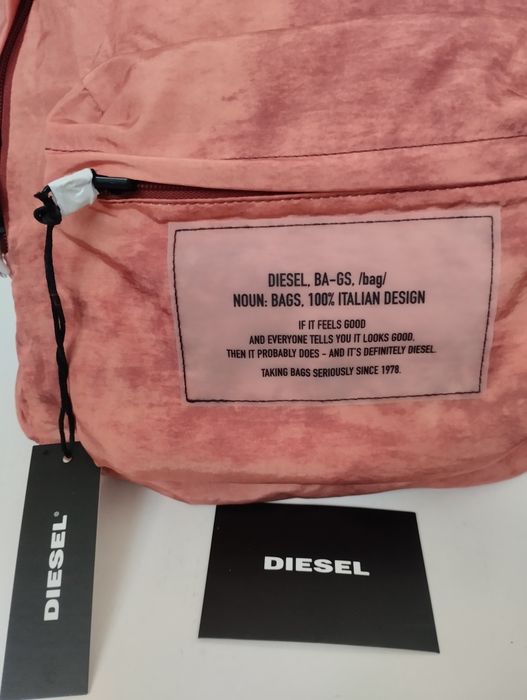 DIESEL, BA-GS, /bag/
NOUN: BAGS, 100% ITALIAN DESIGN
IF IT FEELS GOOD
AND EVERYONE TELLS YOU IT LOOKS GOOD,
THEN IT PROBABLY DOES - AND IT'S DEFINITELY DIESEL.
TAKING BAGS SERIOUSLY SINCE 1978.
DIESEL®
DIESEL